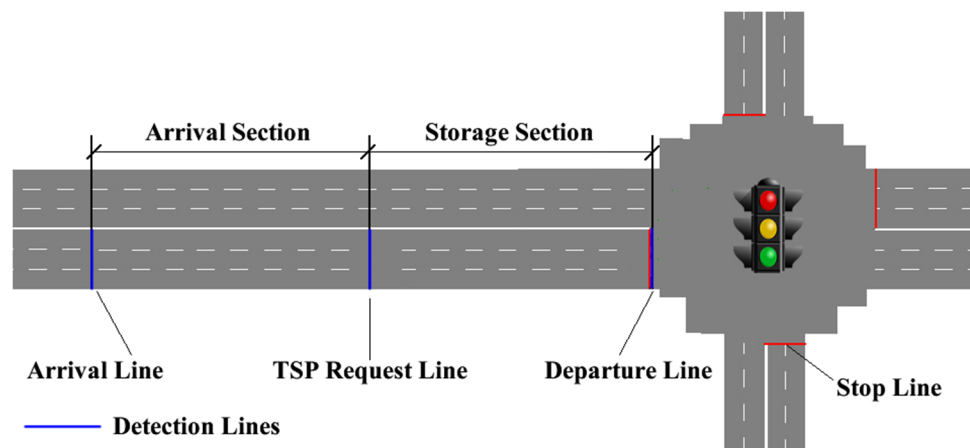 Arrival Section
Storage Section
Arrival Line
TSP Request Line
Departure Line
Stop Line
Detection Lines